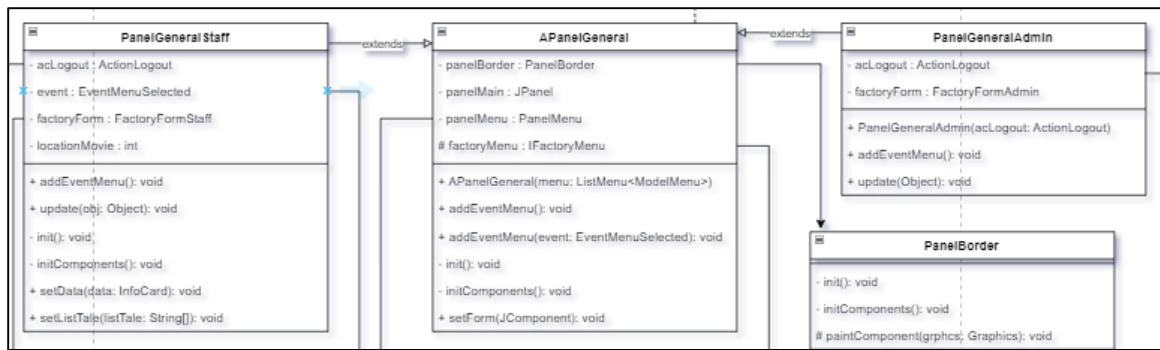 PanelGeneralStaff
- acLogout : ActionLogout
- event : EventMenuSelected
- factoryForm : FactoryFormStaff
- locationMovie : int
+ addEventMenu(): void
+ update(obj: Object): void
- init(): void
- initComponents(): void
+ setData(data: InfoCard): void
+ setListTale(listTale: String[]): void
extends
APanelGeneral
- panelBorder : PanelBorder
- panelMain : JPanel
- panelMenu : PanelMenu
# factoryMenu : IFactoryMenu
+ APanelGeneral(menu: ListMenu<ModelMenu>)
+ addEventMenu(): void
+ addEventMenu(event: EventMenuSelected): void
- init(): void
- initComponents(): void
+ setForm(JComponent): void
extends
PanelGeneralAdmin
- acLogout : ActionLogout
- factoryForm : FactoryFormAdmin
+ PanelGeneralAdmin(acLogout: ActionLogout)
+ addEventMenu(): void
+ update(Object): void
PanelBorder
- init(): void
- initComponents(): void
# paintComponent(grphcs: Graphics): void